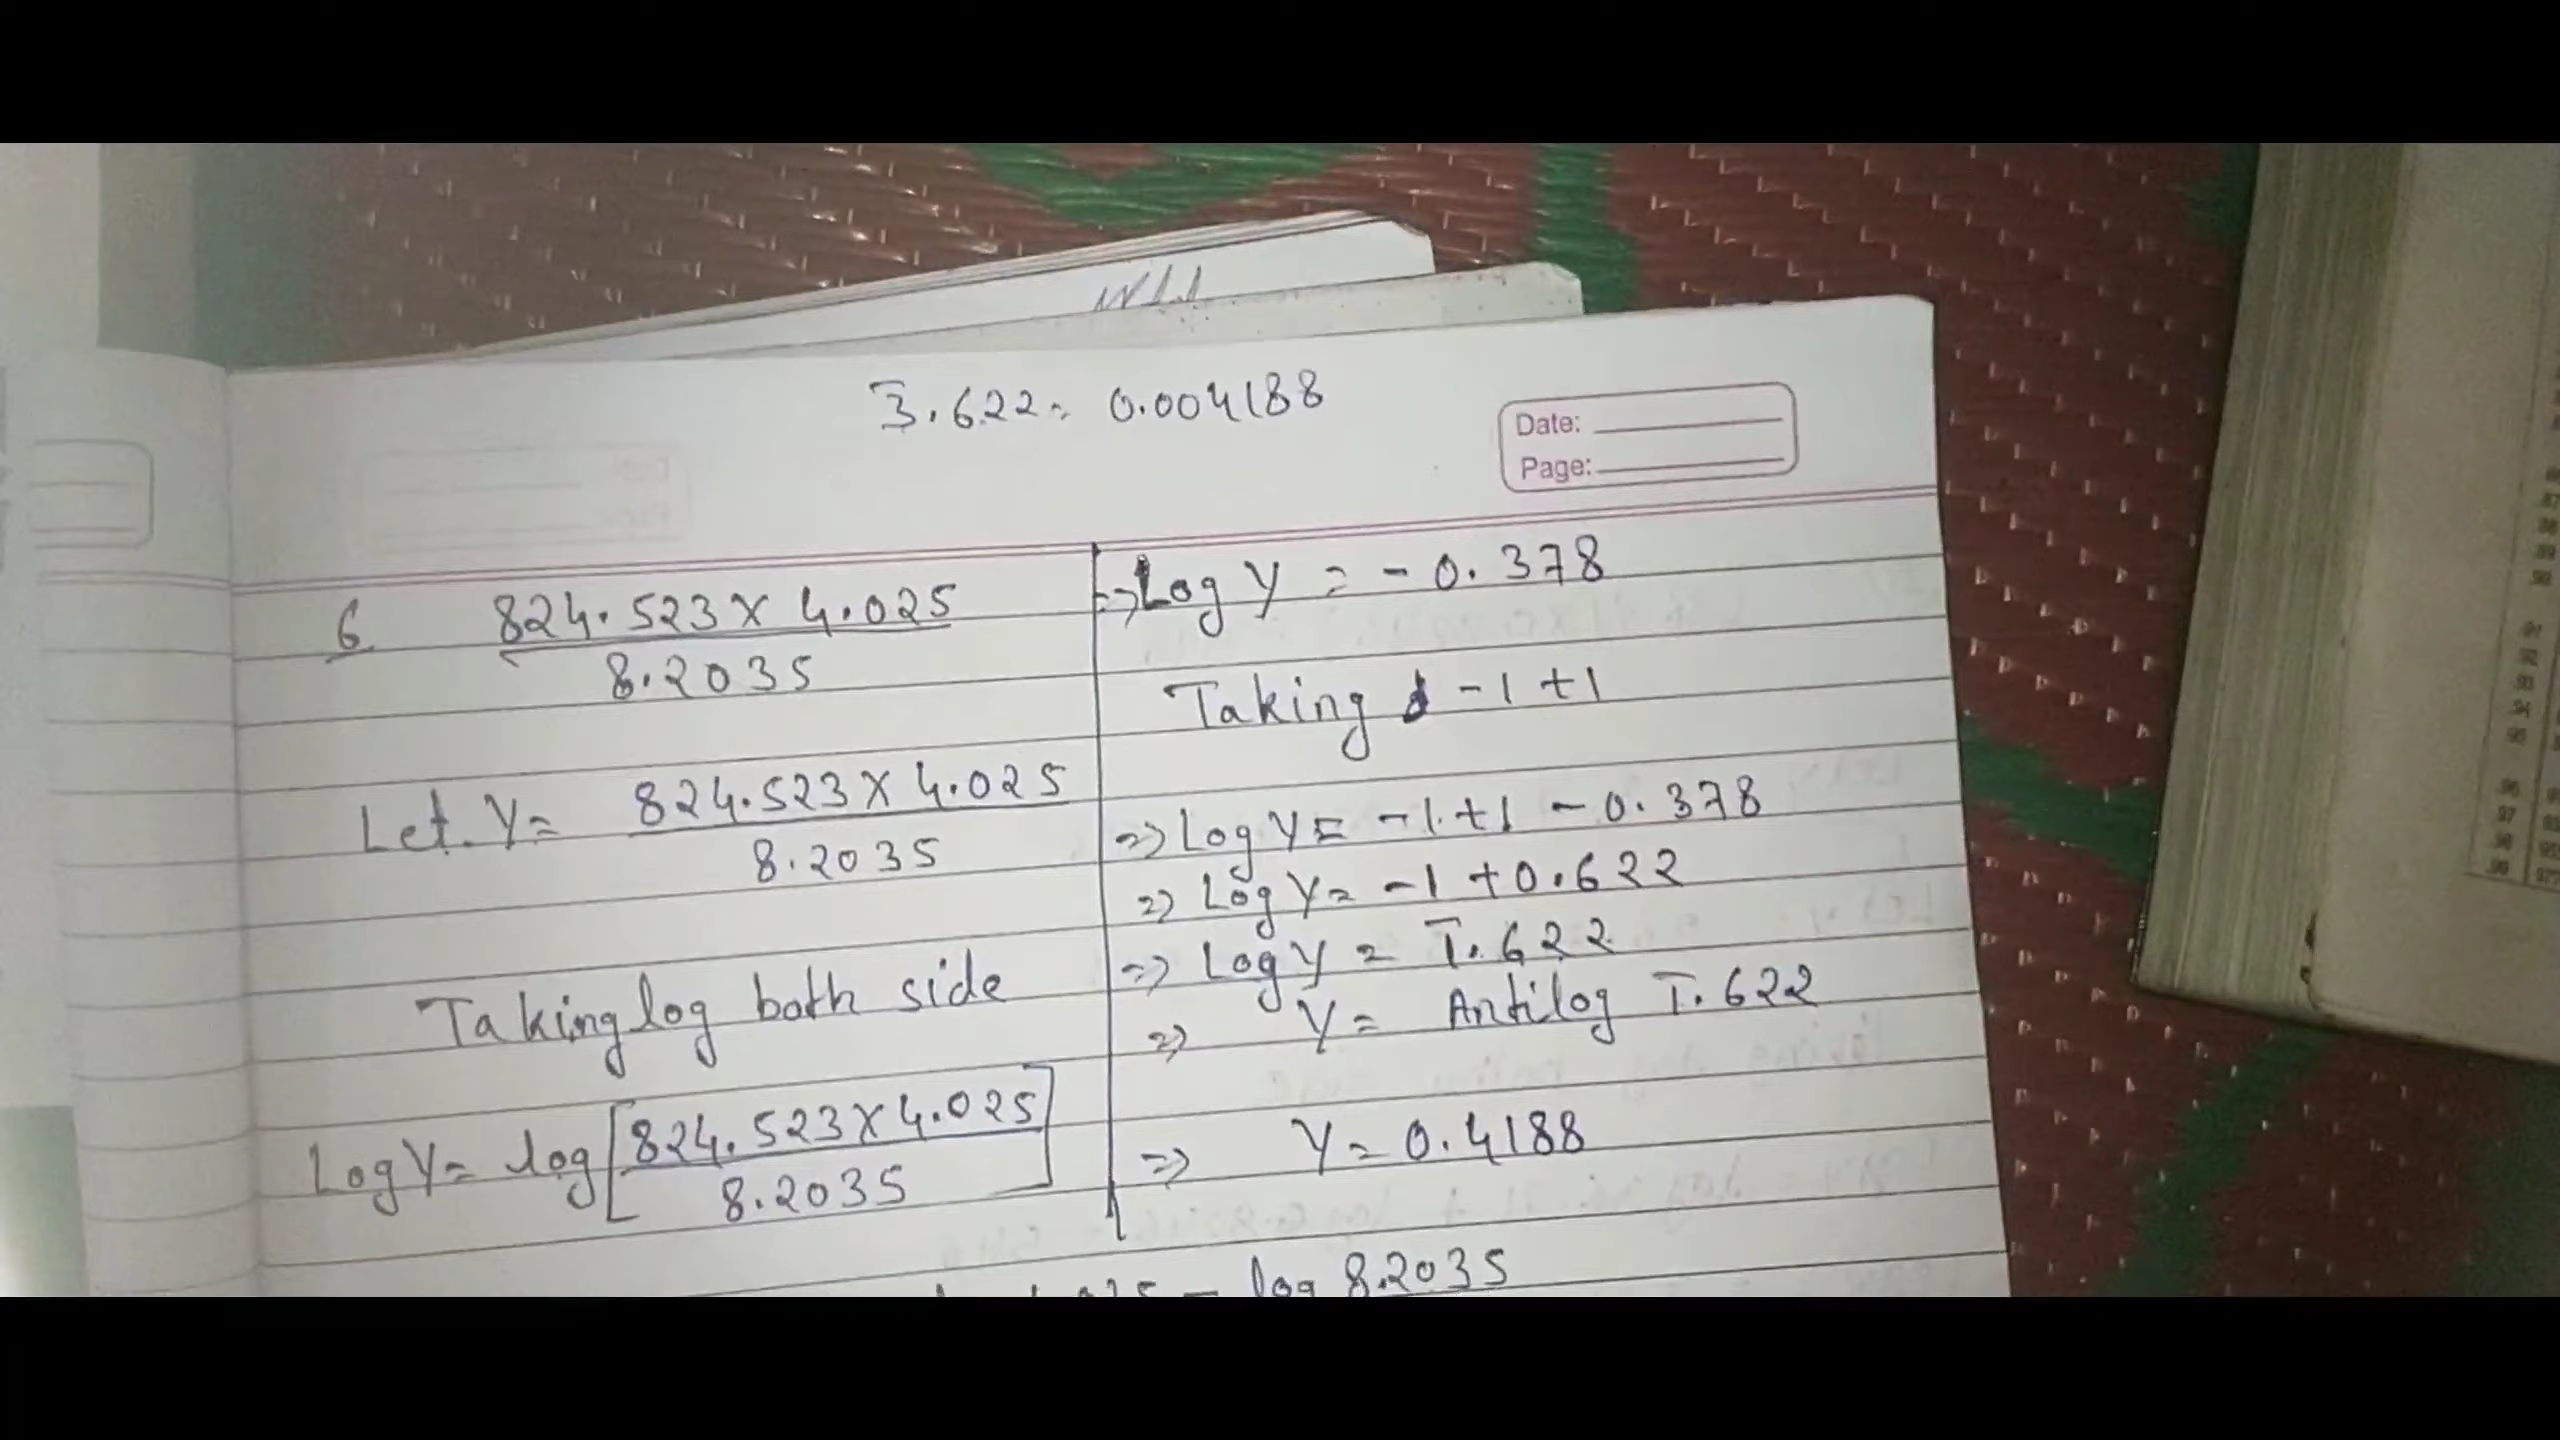 3̅.622= 0.004188
Date:
Page:
6 824.523 X 4.025
8.2035
Let. Y= 824.523 X 4.025
8.2035
Taking log both side
Log Y= log [824.523 X 4.025
8.2035]
=> Log Y = - 0.378
Taking -1 +1
=> Log Y = -1 +1 - 0.378
=> Log Y = -1 +0.622
=> Log Y = 1̅.622
=> Y= Antilog 1̅.622
=> Y= 0.4188
- log 8.2035